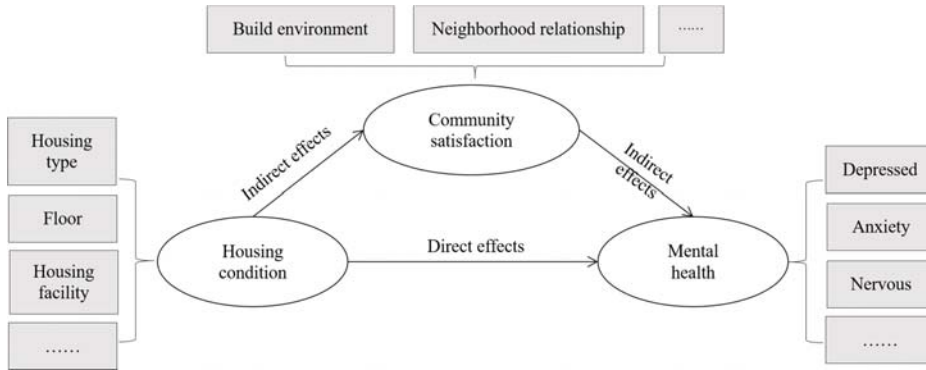 Build environment
Neighborhood relationship
……
Community
satisfaction
Indirect effects
Indirect
effects
Housing
type
Floor
Housing
facility
……
Housing
condition
Direct effects
Mental
health
Depressed
Anxiety
Nervous
……